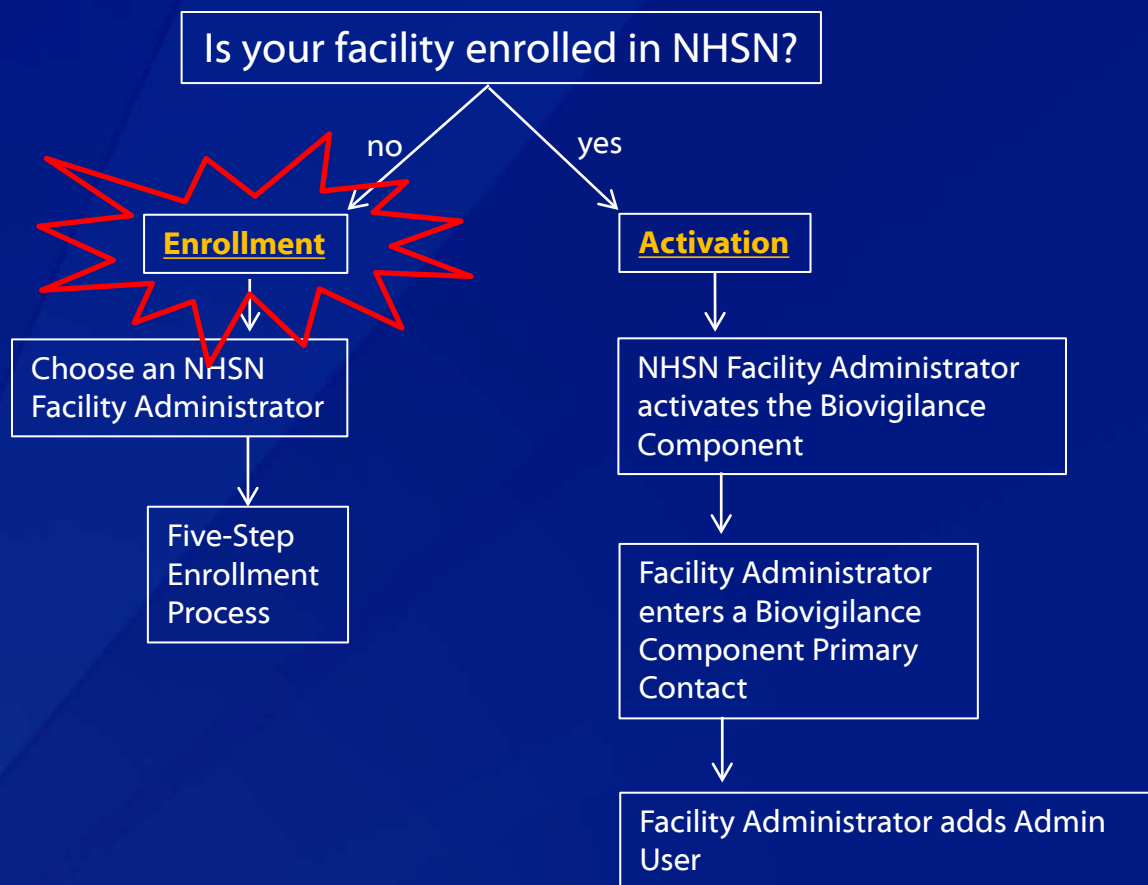 Is your facility enrolled in NHSN?
no
yes
Enrollment
Activation
Choose an NHSN
Facility Administrator
NHSN Facility Administrator
activates the Biovigilance
Component
Five-Step
Enrollment
Process
Facility Administrator
enters a Biovigilance
Component Primary
Contact
Facility Administrator adds Admin
User